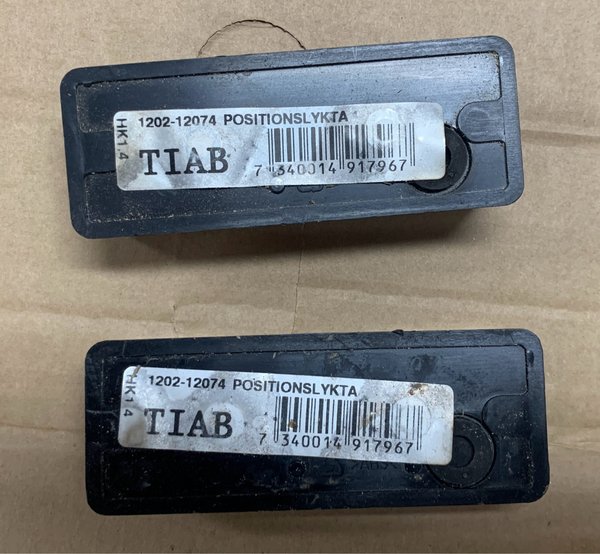 1202-12074 POSITIONSLYKTA
HK1.4
TIAB
7 340014 917967
1202-12074 POSITIONSLYKTA
HK1 4
TIAB
7 340014 917967